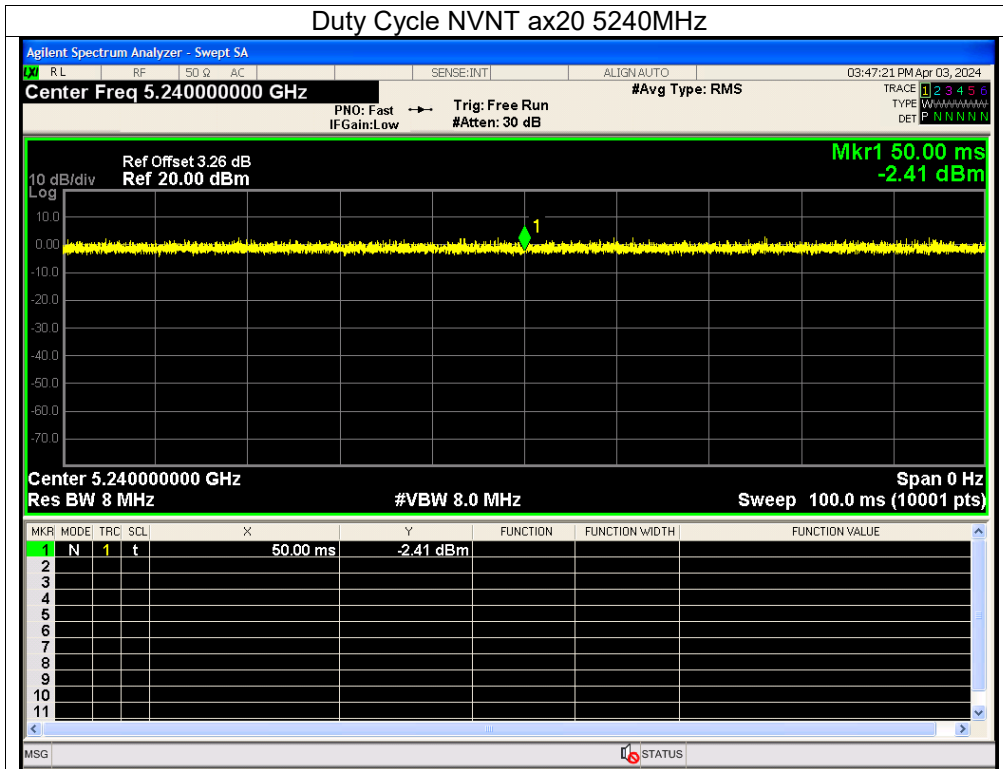 Duty Cycle NVNT ax20 5240MHz
Agilent Spectrum Analyzer - Swept SA
LXI RL RF 50 Ω AC SENSE:INT ALIGN AUTO 03:47:21 PM Apr 03, 2024
Center Freq 5.240000000 GHz #Avg Type: RMS TRACE 1 2 3 4 5 6
PNO: Fast Trig: Free Run TYPE W
IFGain:Low #Atten: 30 dB DET P N N N N N
Mkr1 50.00 ms
-2.41 dBm
Ref Offset 3.26 dB
10 dB/div Ref 20.00 dBm
Log
10.0
1
0.00
-10.0
-20.0
-30.0
-40.0
-50.0
-60.0
-70.0
Center 5.240000000 GHz Span 0 Hz
Res BW 8 MHz #VBW 8.0 MHz Sweep 100.0 ms (10001 pts)
MKR MODE TRC SCL X Y FUNCTION FUNCTION WIDTH FUNCTION VALUE
1 N 1 t 50.00 ms -2.41 dBm
2
3
4
5
6
7
8
9
10
11
MSG STATUS